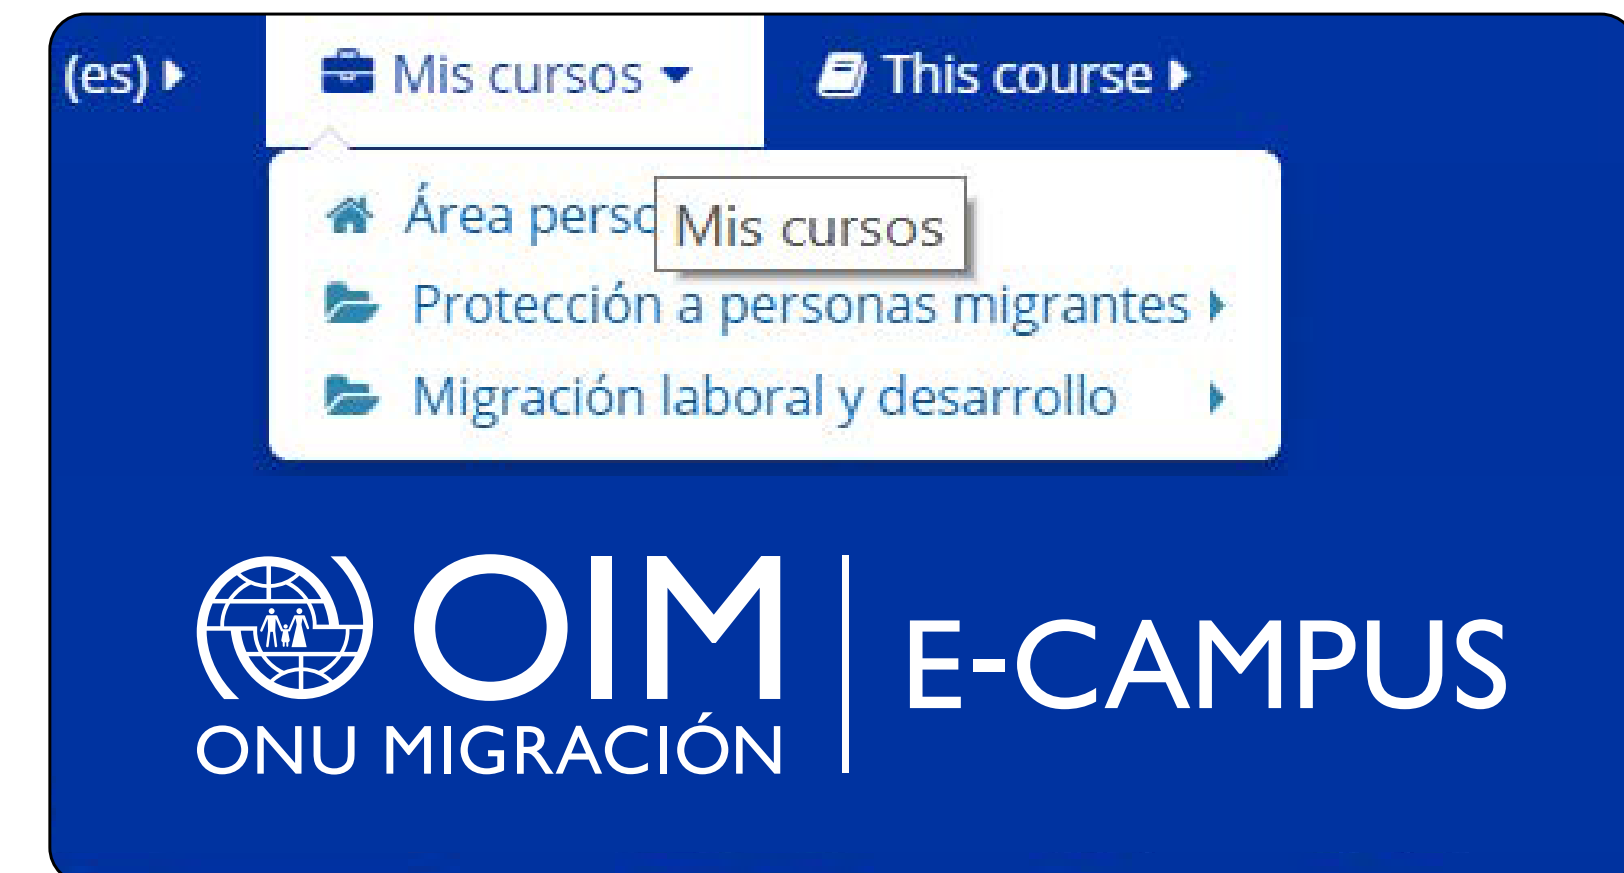 (es) Mis cursos This course
Área perso
Mis cursos
Protección a personas migrantes
Migración laboral y desarrollo
OIM
ONU MIGRACIÓN
E-CAMPUS